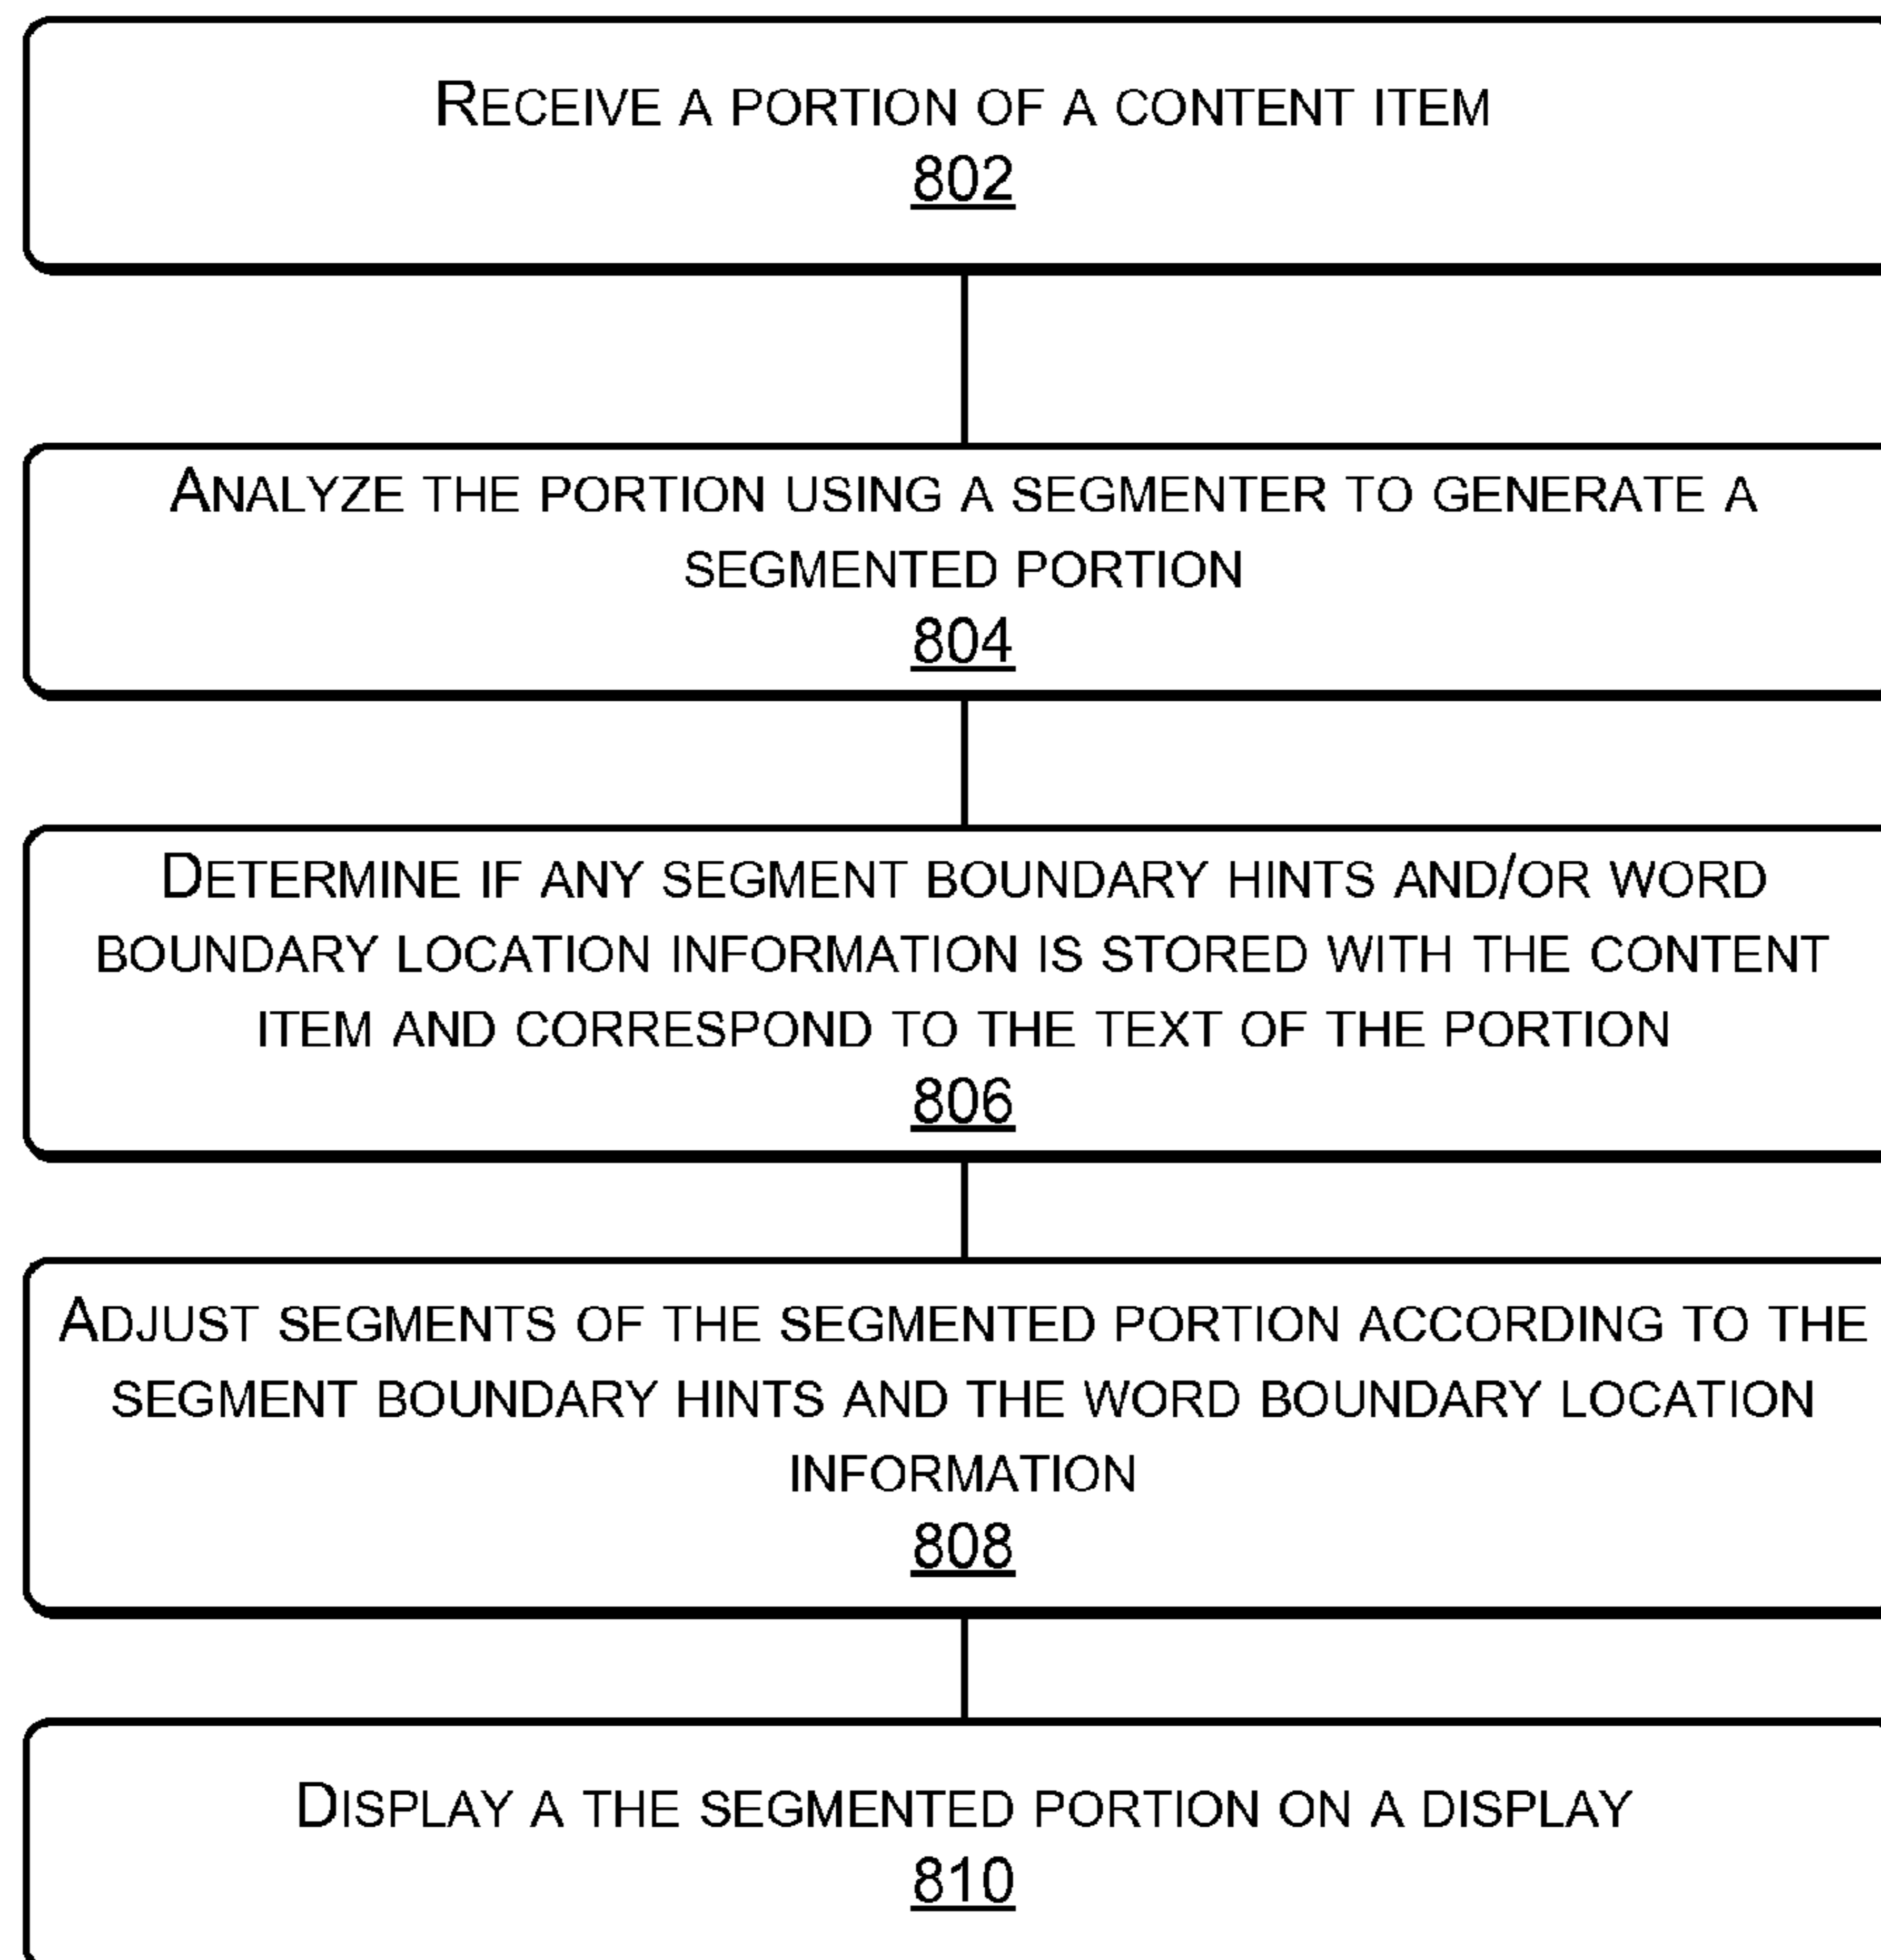 RECEIVE A PORTION OF A CONTENT ITEM
802
ANALYZE THE PORTION USING A SEGMENTER TO GENERATE A
SEGMENTED PORTION
804
DETERMINE IF ANY SEGMENT BOUNDARY HINTS AND/OR WORD
BOUNDARY LOCATION INFORMATION IS STORED WITH THE CONTENT
ITEM AND CORRESPOND TO THE TEXT OF THE PORTION
806
ADJUST SEGMENTS OF THE SEGMENTED PORTION ACCORDING TO THE
SEGMENT BOUNDARY HINTS AND THE WORD BOUNDARY LOCATION
INFORMATION
808
DISPLAY A THE SEGMENTED PORTION ON A DISPLAY
810